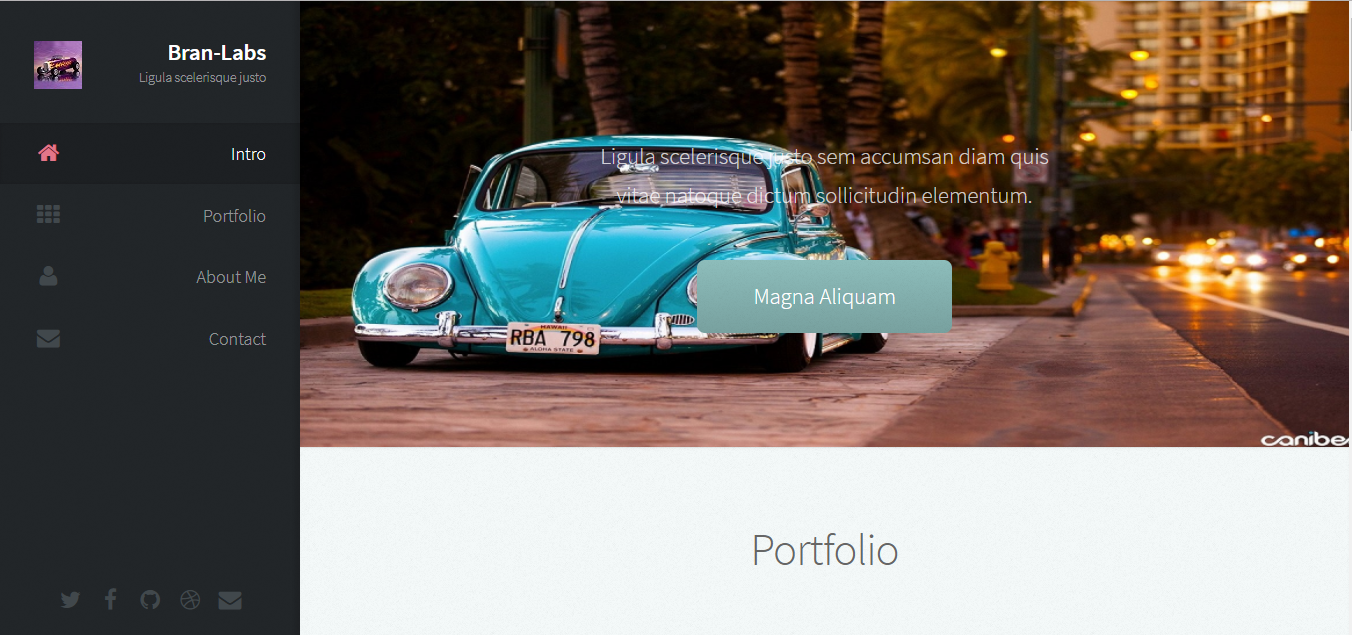 Bran-Labs
Ligula scelerisque justo
Intro
Portfolio
About Me
Contact
Ligula scelerisque justo sem accumsan diam quis
vitae natoque dictum sollicitudin elementum.
Magna Aliquam
HAWAII
RBA 798
ALOHA STATE
canibe
Portfolio